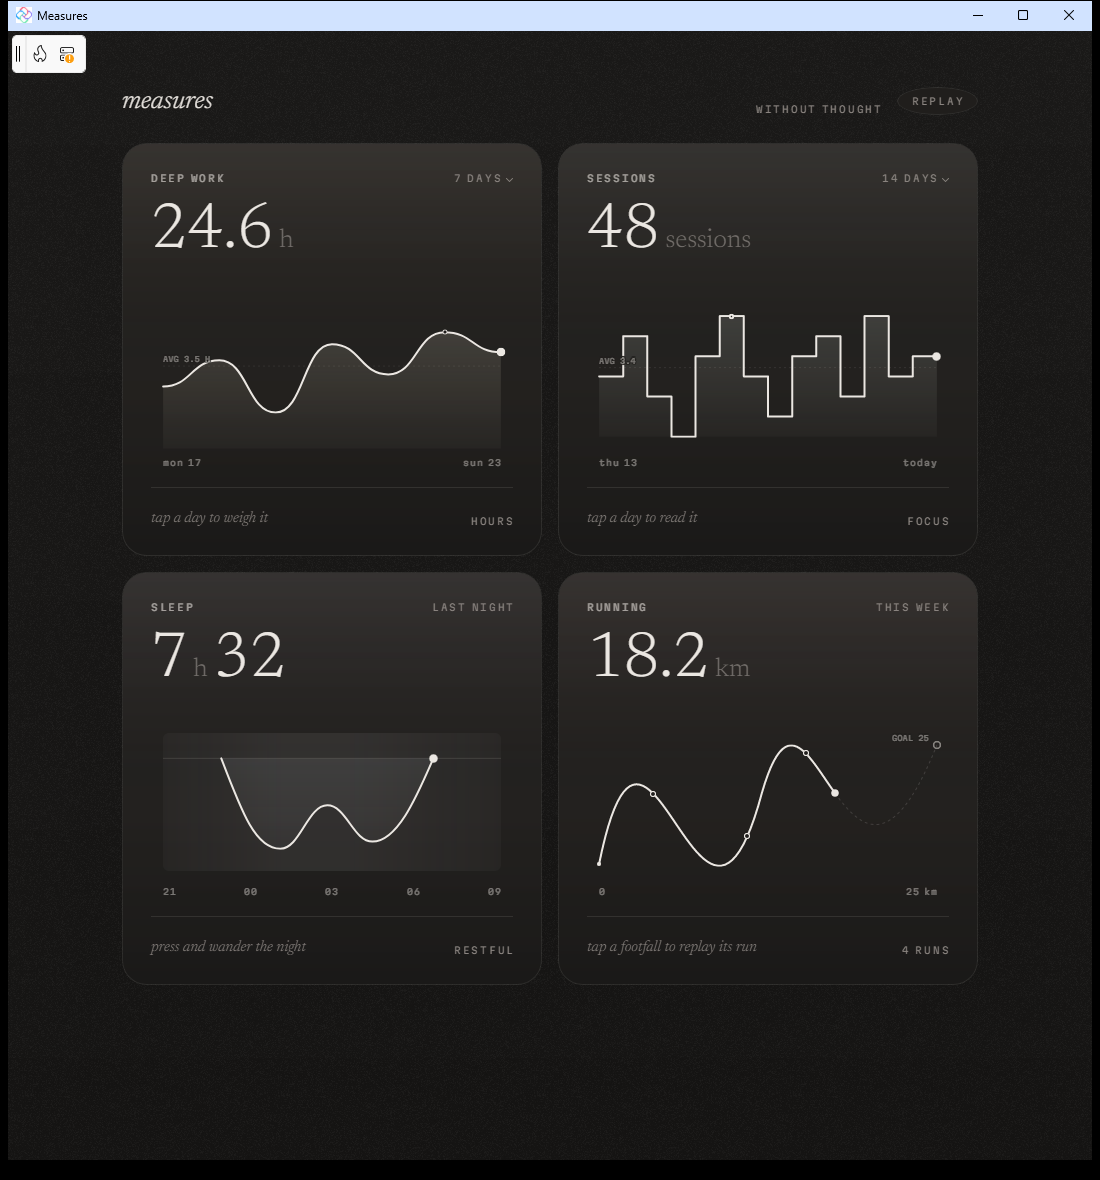 Measures
measures
WITHOUT THOUGHT
REPLAY
DEEP WORK
7 DAYS
24.6 h
AVG 3.5 H
mon 17
sun 23
tap a day to weigh it
HOURS
SESSIONS
14 DAYS
48 sessions
AVG 3.4
thu 13
today
tap a day to read it
FOCUS
SLEEP
LAST NIGHT
7 h 32
21 00 03 06 09
press and wander the night
RESTFUL
RUNNING
THIS WEEK
18.2 km
GOAL 25
0
25 km
tap a footfall to replay its run
4 RUNS